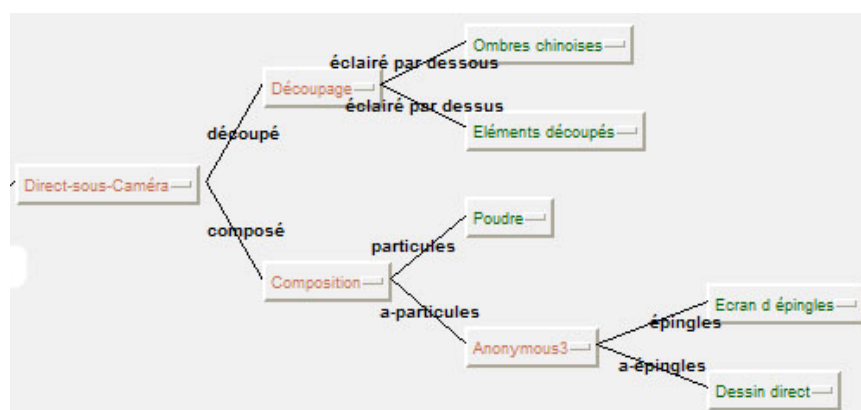 Ombres chinoises
éclairé par dessous
Découpage
éclairé par dessus
découpé
Eléments découpés
Direct-sous-Caméra
Poudre
composé
particules
Composition
a-particules
Ecran d épingles
épingles
Anonymous3
a-épingles
Dessin direct